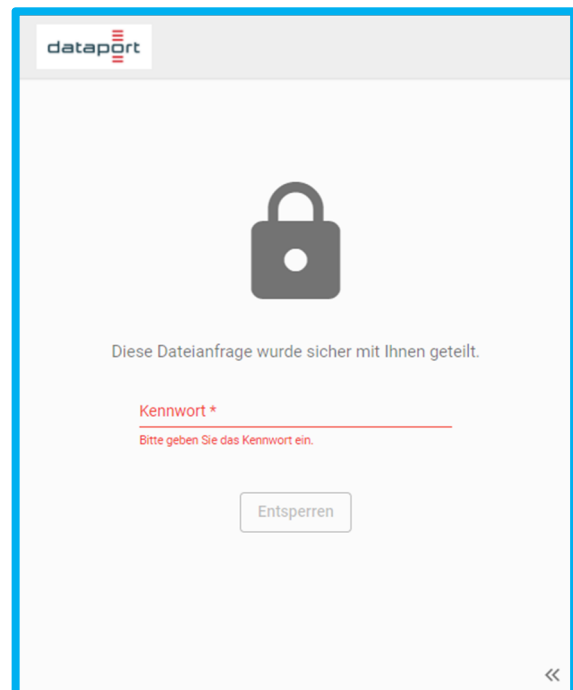 dataport
Diese Dateianfrage wurde sicher mit Ihnen geteilt.
Kennwort *
Bitte geben Sie das Kennwort ein.
Entsperren